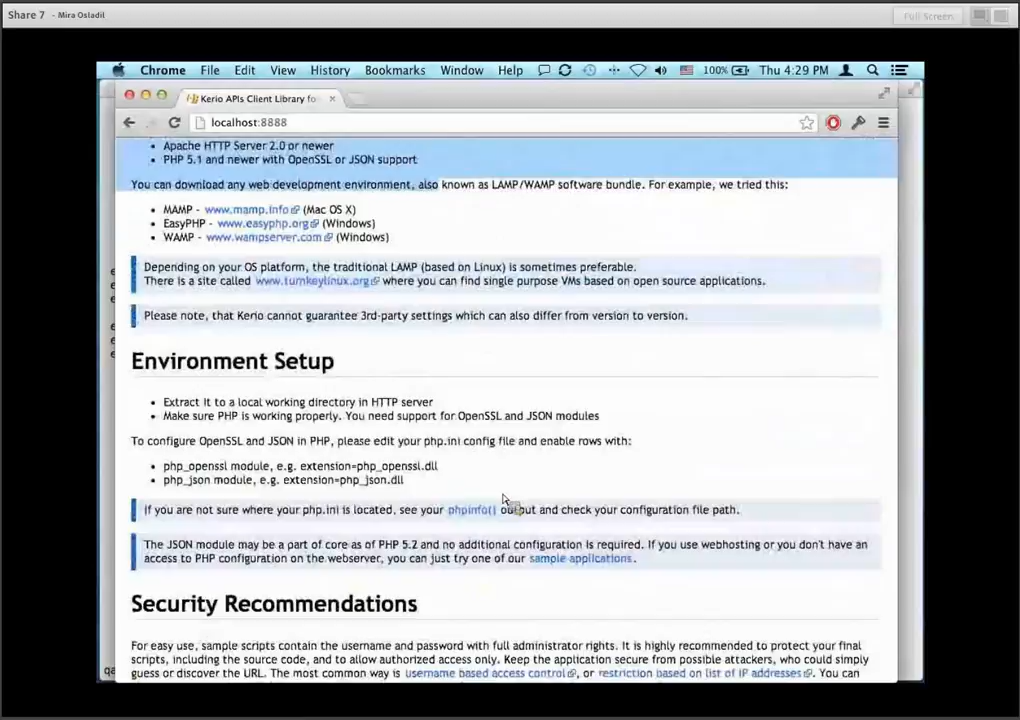 Share 7 - Mira Osladil
Full Screen
Chrome File Edit View History Bookmarks Window Help 100% Thu 4:29 PM
Kerio APIs Client Library fo
localhost:8888
• Apache HTTP Server 2.0 or newer
• PHP 5.1 and newer with OpenSSL or JSON support
You can download any web development environment, also known as LAMP/WAMP software bundle. For example, we tried this:
• MAMP - www.mamp.info (Mac OS X)
• EasyPHP - www.easyphp.org (Windows)
• WAMP - www.wampserver.com (Windows)
Depending on your OS platform, the traditional LAMP (based on Linux) is sometimes preferable.
There is a site called www.turnkeylinux.org where you can find single purpose VMs based on open source applications.
Please note, that Kerio cannot guarantee 3rd-party settings which can also differ from version to version.
Environment Setup
• Extract it to a local working directory in HTTP server
• Make sure PHP is working properly. You need support for OpenSSL and JSON modules
To configure OpenSSL and JSON in PHP, please edit your php.ini config file and enable rows with:
• php_openssl module, e.g. extension=php_openssl.dll
• php_json module, e.g. extension=php_json.dll
If you are not sure where your php.ini is located, see your phpinfo() output and check your configuration file path.
The JSON module may be a part of core as of PHP 5.2 and no additional configuration is required. If you use webhosting or you don't have an
access to PHP configuration on the webserver, you can just try one of our sample applications.
Security Recommendations
For easy use, sample scripts contain the username and password with full administrator rights. It is highly recommended to protect your final
scripts, including the source code, and to allow authorized access only. Keep the application secure from possible attackers, who could simply
guess or discover the URL. The most common way is username based access control, or restriction based on list of IP addresses. You can